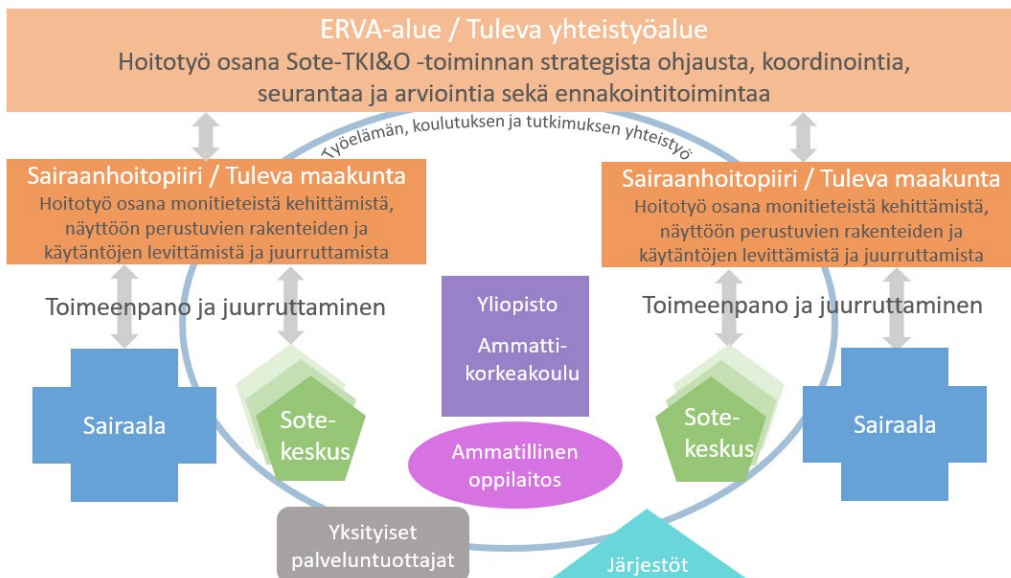 ERVA-alue / Tuleva yhteistyöalue
Hoitotyö osana Sote-TKI&O -toiminnan strategista ohjausta, koordinointia,
seurantaa ja arviointia sekä ennakointitoimintaa
Työelämän, koulutuksen ja tutkimuksen yhteistyö
Sairaanhoitopiiri / Tuleva maakunta
Hoitotyö osana monitieteistä kehittämistä,
näyttöön perustuvien rakenteiden ja
käytäntöjen levittämistä ja juurruttamista
Sairaanhoitopiiri / Tuleva maakunta
Hoitotyö osana monitieteistä kehittämistä,
näyttöön perustuvien rakenteiden ja
käytäntöjen levittämistä ja juurruttamista
Toimeenpano ja juurruttaminen
Toimeenpano ja juurruttaminen
Yliopisto
Ammatti-
korkeakoulu
Sairaala
Sote-
keskus
Ammatillinen
oppilaitos
Sote-
keskus
Sairaala
Yksityiset
palveluntuottajat
Järjestöt